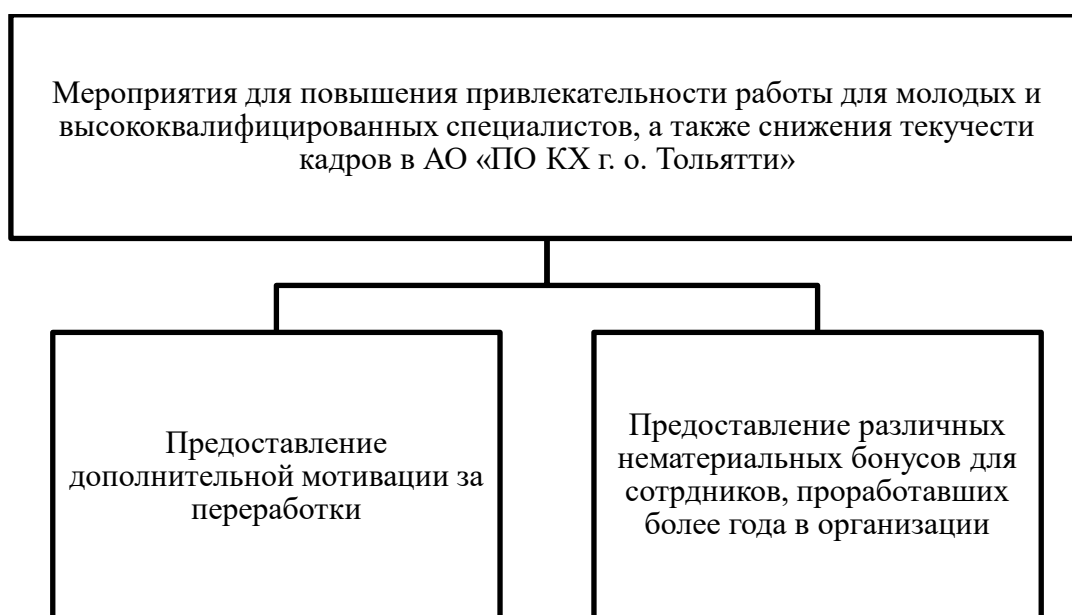 Мероприятия для повышения привлекательности работы для молодых и
высококвалифицированных специалистов, а также снижения текучести
кадров в АО «ПО КХ г. о. Тольятти»
Предоставление
дополнительной мотивации за
переработки
Предоставление различных
нематериальных бонусов для
сотрдников, проработавших
более года в организации